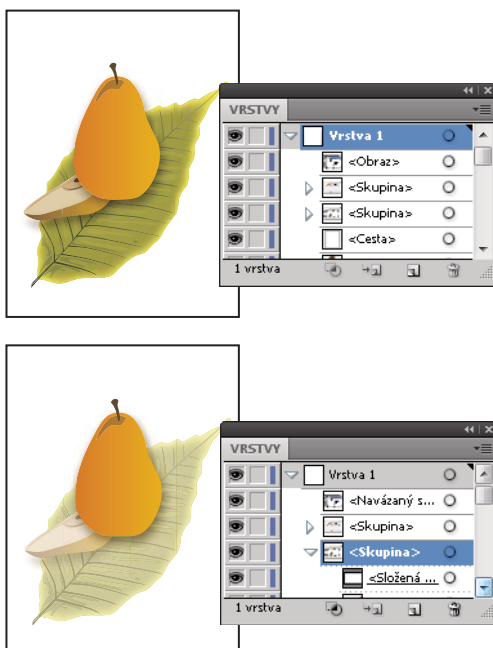 VRSTVY
Vrstva 1
<Obraz>
<Skupina>
<Skupina>
<Cesta>
1 vrstva
VRSTVY
Vrstva 1
<Navázaný s...
<Skupina>
<Skupina>
<Složená ...
1 vrstva